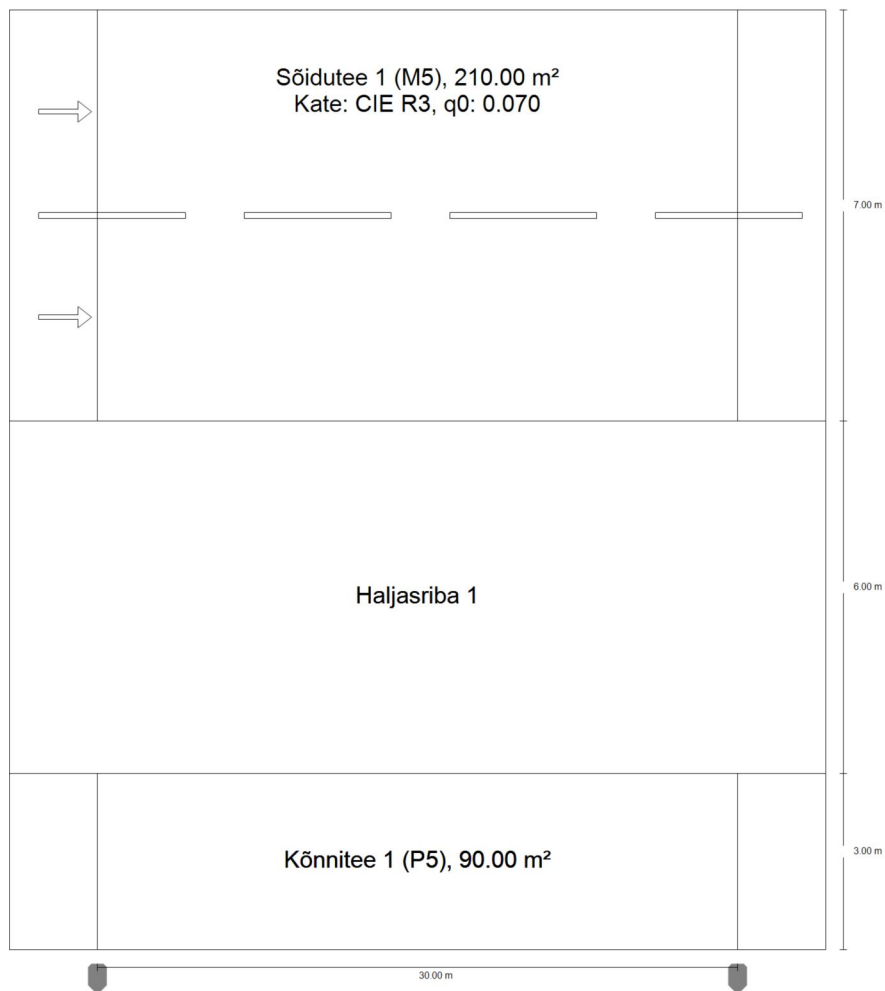 Sõidutee 1 (M5), 210.00 m²
Kate: CIE R3, q0: 0.070
7.00 m
Haljasriba 1
6.00 m
Kõnnitee 1 (P5), 90.00 m²
3.00 m
30.00 m